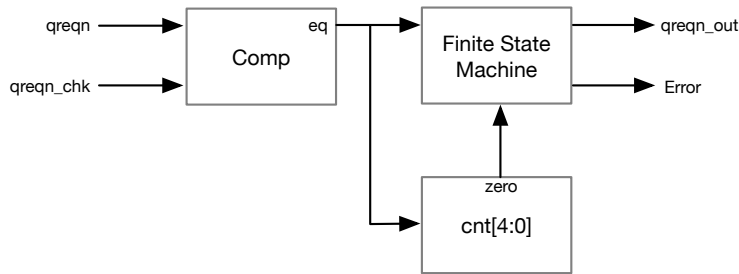 qreqn
qreqn_chk
Comp
eq
Finite State
Machine
qreqn_out
Error
zero
cnt[4:0]